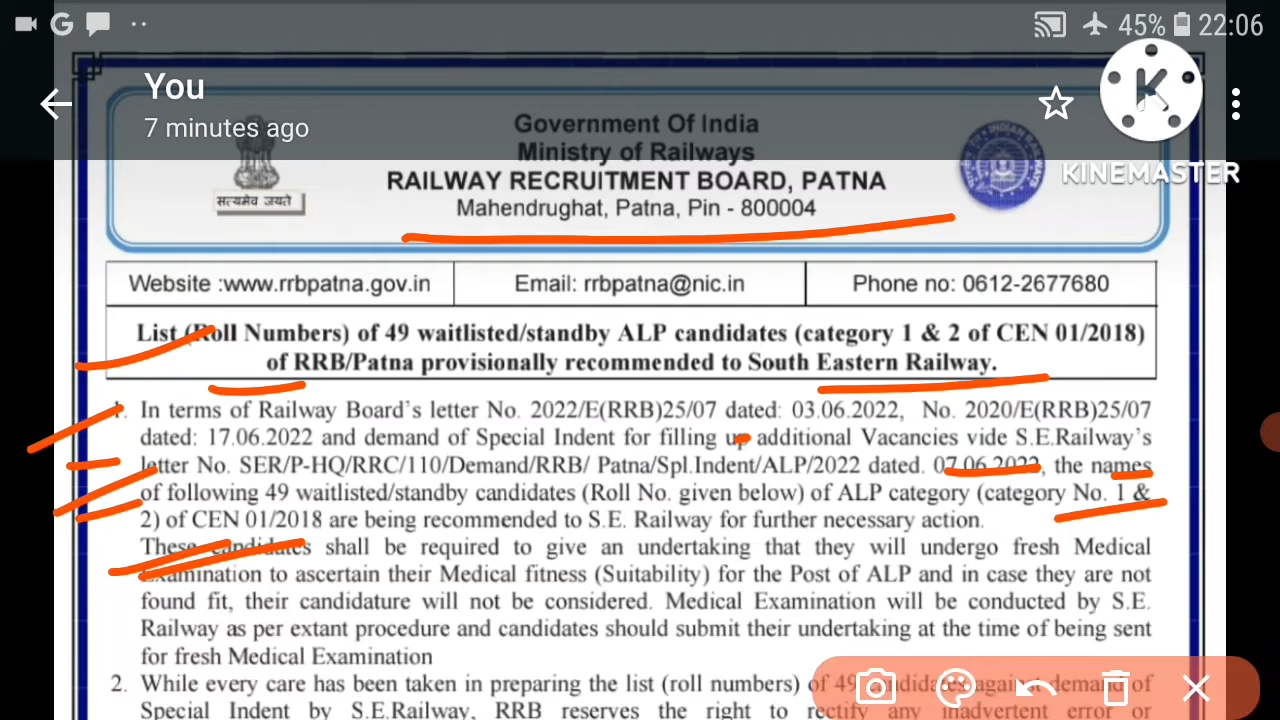 45% 22:06
You
7 minutes ago
Government Of India
Ministry of Railways
RAILWAY RECRUITMENT BOARD, PATNA
Mahendrughat, Patna, Pin - 800004
सत्यमेव जयते
K
KINEMASTER
Website :www.rrbpatna.gov.in Email: rrbpatna@nic.in Phone no: 0612-2677680
List (Roll Numbers) of 49 waitlisted/standby ALP candidates (category 1 & 2 of CEN 01/2018)
of RRB/Patna provisionally recommended to South Eastern Railway.
1. In terms of Railway Board's letter No. 2022/E(RRB)25/07 dated: 03.06.2022, No. 2020/E(RRB)25/07
dated: 17.06.2022 and demand of Special Indent for filling up additional Vacancies vide S.E.Railway's
letter No. SER/P-HQ/RRC/110/Demand/RRB/ Patna/Spl.Indent/ALP/2022 dated. 07.06.2022, the names
of following 49 waitlisted/standby candidates (Roll No. given below) of ALP category (category No. 1 &
2) of CEN 01/2018 are being recommended to S.E. Railway for further necessary action.
These candidates shall be required to give an undertaking that they will undergo fresh Medical
Examination to ascertain their Medical fitness (Suitability) for the Post of ALP and in case they are not
found fit, their candidature will not be considered. Medical Examination will be conducted by S.E.
Railway as per extant procedure and candidates should submit their undertaking at the time of being sent
for fresh Medical Examination
2. While every care has been taken in preparing the list (roll numbers) of 49 candidates against demand of
Special Indent by S.E.Railway, RRB reserves the right to rectify any inadvertent error or